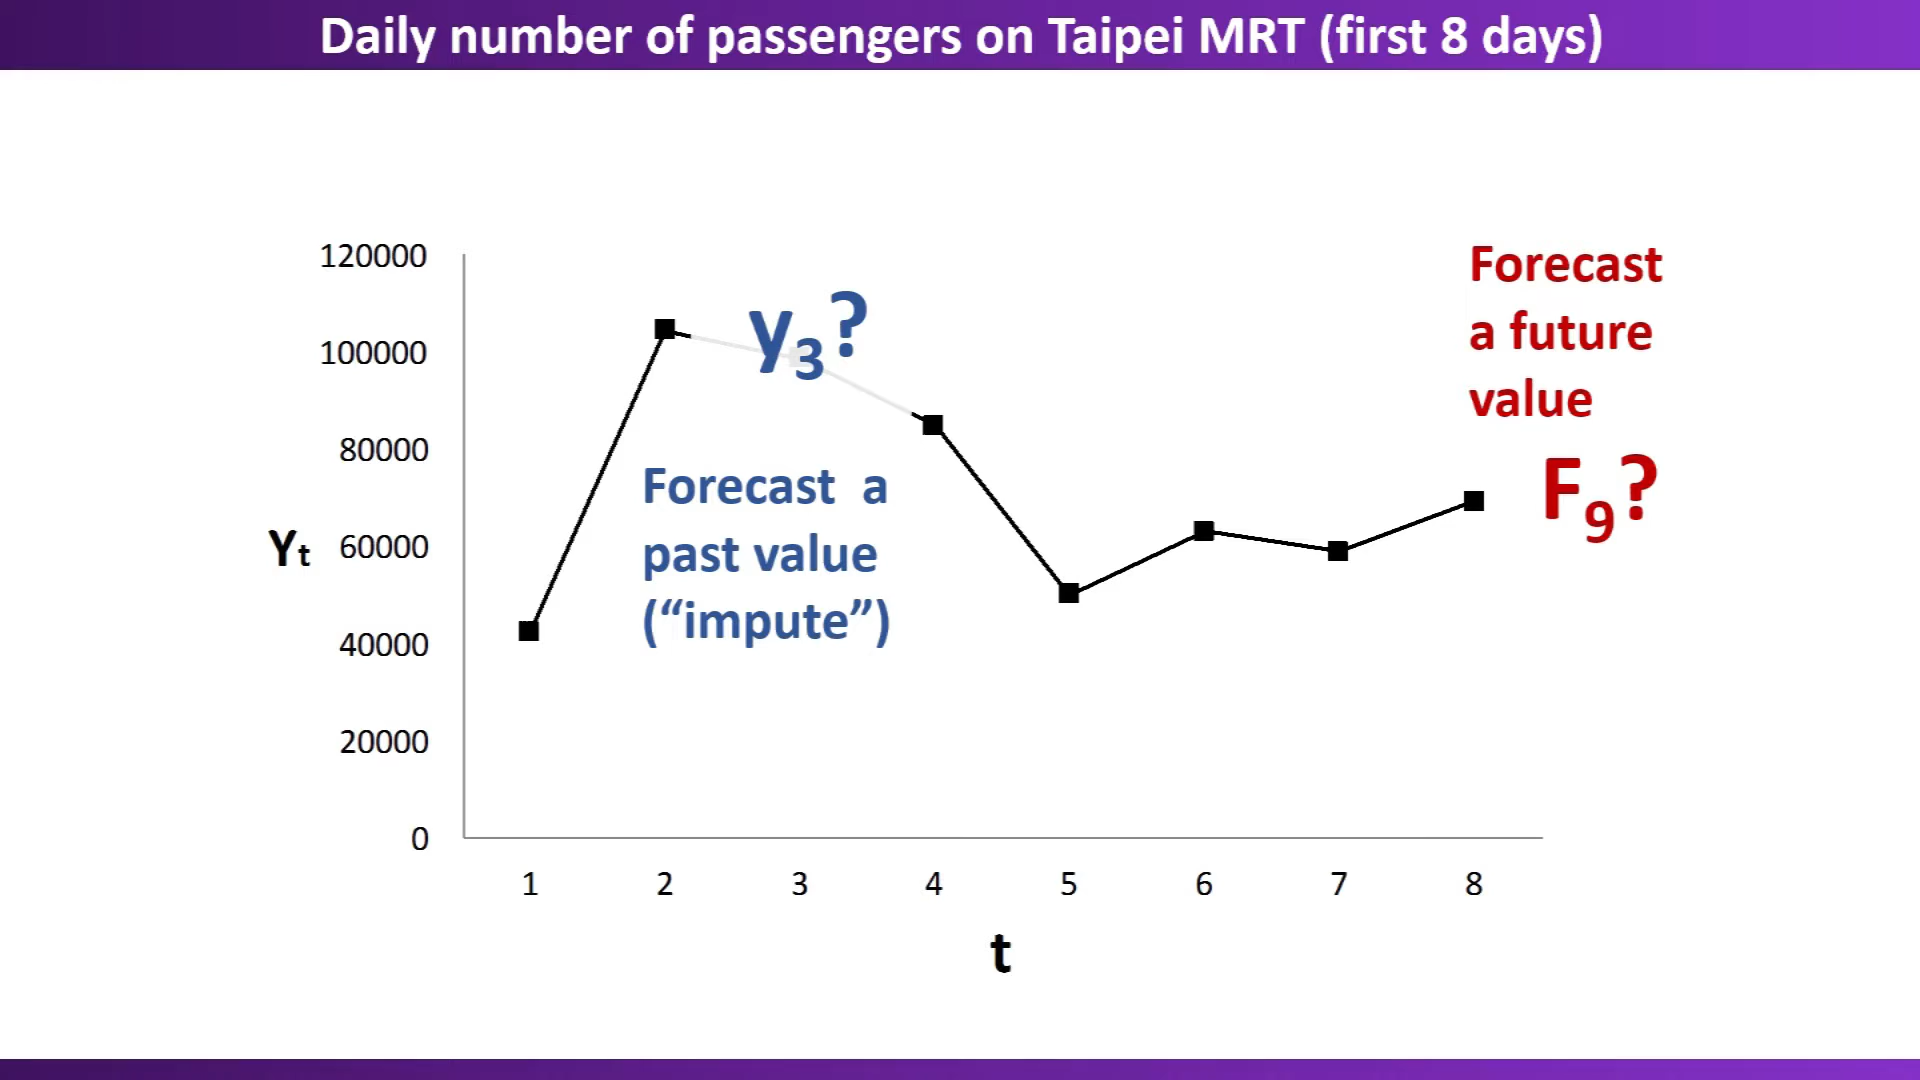 Daily number of passengers on Taipei MRT (first 8 days)
120000
100000
80000
60000
40000
20000
0
Yt
y3?
Forecast a
past value
(“impute”)
Forecast
a future
value
F9?
1 2 3 4 5 6 7 8
t